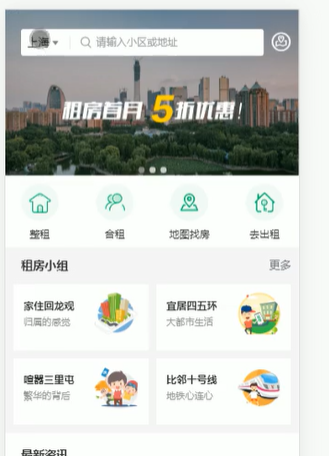 上海 请输入小区或地址
租房首月5折优惠!
整租 合租 地图找房 去出租
租房小组 更多
家住回龙观 宜居四五环
归属的感觉 大都市生活
喧嚣三里屯 比邻十号线
繁华的背后 地铁心连心
最新资讯